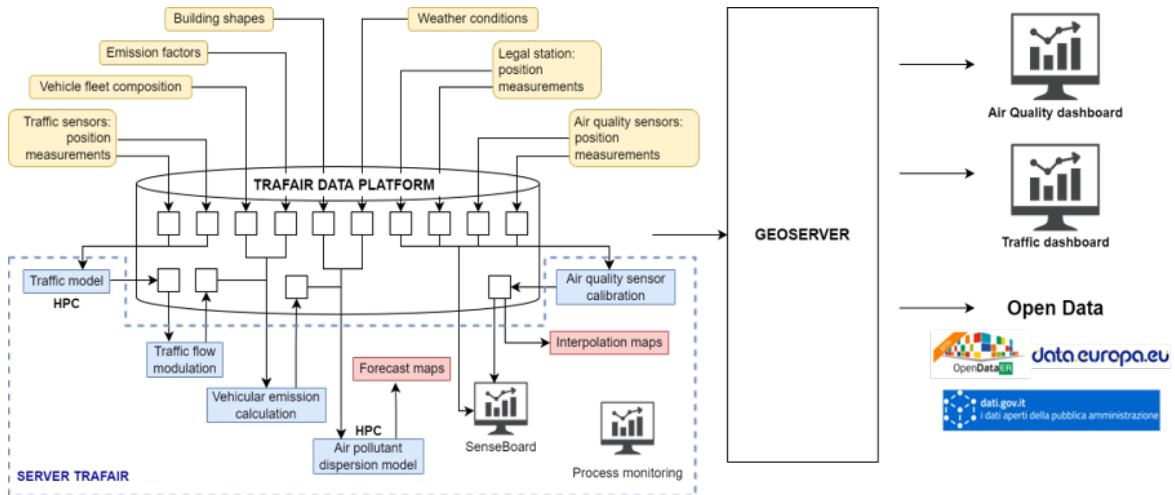 Building shapes
Weather conditions
Emission factors
Legal station:
position
measurements
Vehicle fleet composition
Traffic sensors:
position
measurements
Air quality sensors:
position
measurements
TRAFAIR DATA PLATFORM
Traffic model
HPC
Air quality sensor
calibration
Traffic flow
modulation
Interpolation maps
Forecast maps
Vehicular emission
calculation
HPC
Air pollutant
dispersion model
SenseBoard
Process monitoring
SERVER TRAFAIR
GEOSERVER
Air Quality dashboard
Traffic dashboard
Open Data
OpenDataER
data europa.eu
dati.gov.it
i dati aperti della pubblica amministrazione